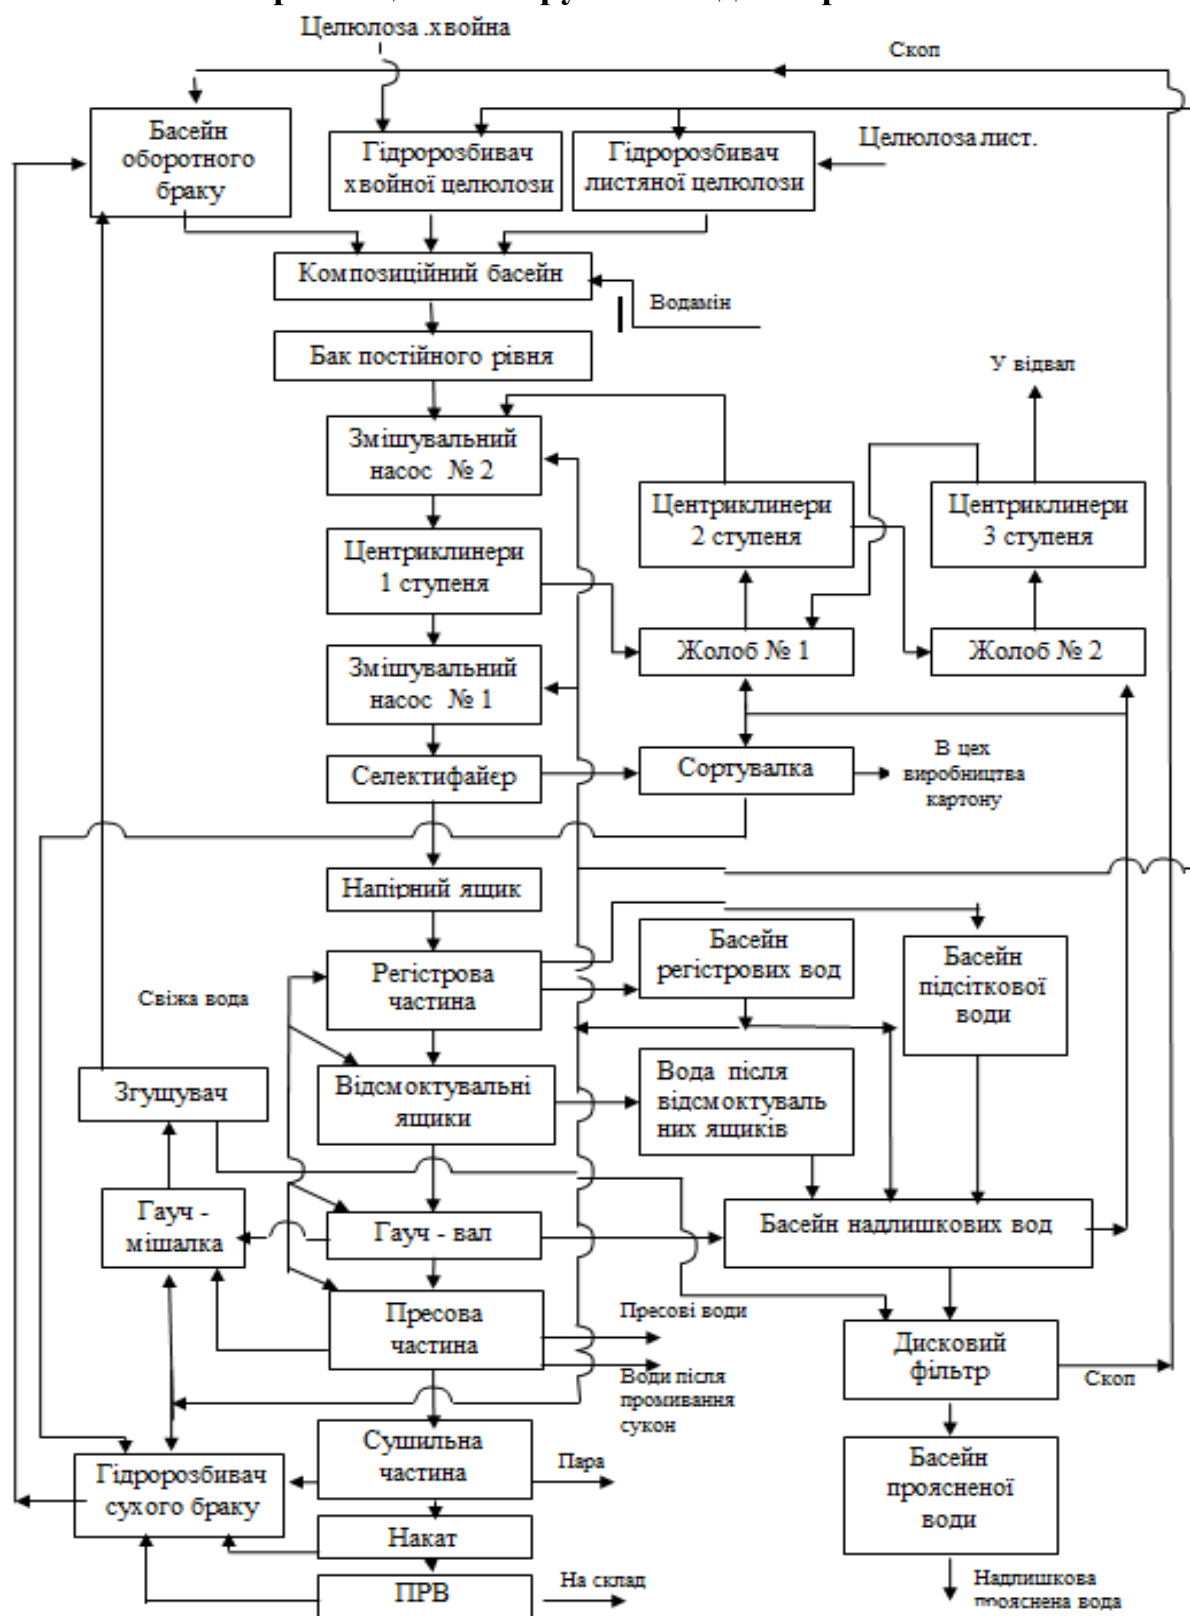 Целюлоза .хвойна
Скоп
Басейн
оборотного
браку
Гідророзбивач
хвойної целюлози
Гідророзбивач
листяної целюлози
Целюлоза лист.
Композиційний басейн
Водамін
Бак постійного рівня
У відвал
Змішувальний
насос № 2
Центриклинери
2 ступеня
Центриклинери
3 ступеня
Центриклинери
1 ступеня
Жолоб № 1
Жолоб № 2
Змішувальний
насос № 1
Селектифайєр
Сортувалка
В цех
виробництва
картону
Напірний ящик
Басейн
регістрових вод
Басейн
підсіткової
води
Регістрова
частина
Свіжа вода
Згущувач
Відсмоктувальні
ящики
Вода після
відсмоктуваль
них ящиків
Гауч -
мішалка
Гауч - вал
Басейн надлишкових вод
Пресова
частина
Пресові води
Води після
промивання
сукон
Дисковий
фільтр
Скоп
Сушильна
частина
Пара
Гідророзбивач
сухого браку
Басейн
проясненої
води
Накат
ПРВ
На склад
Надлишкова
прояснена вода